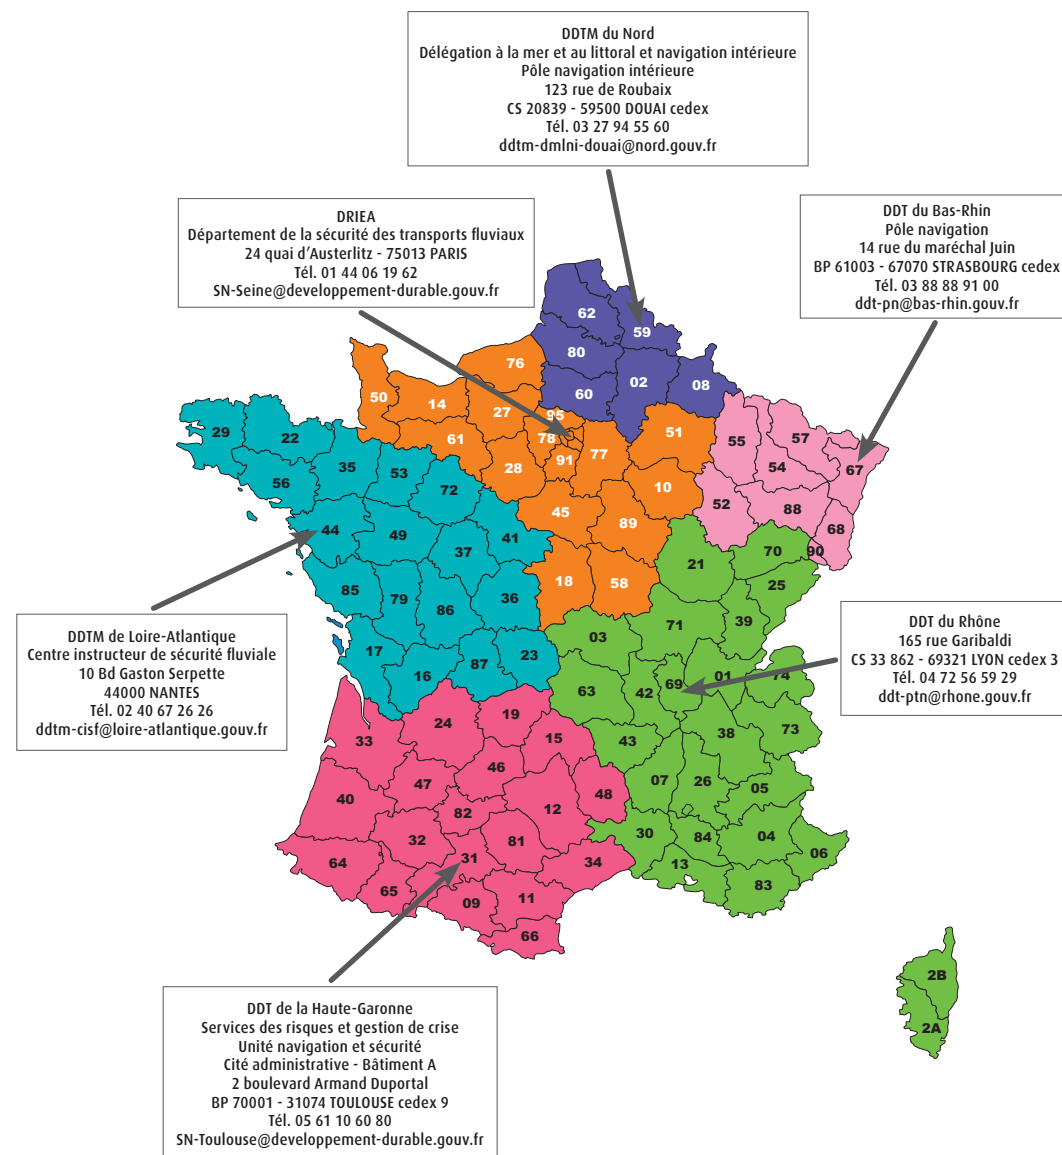 DDTM du Nord
Délégation à la mer et au littoral et navigation intérieure
Pôle navigation intérieure
123 rue de Roubaix
CS 20839 - 59500 DOUAI cedex
Tél. 03 27 94 55 60
ddtm-dmlni-douai@nord.gouv.fr
DRIEA
Département de la sécurité des transports fluviaux
24 quai d'Austerlitz - 75013 PARIS
Tél. 01 44 06 19 62
SN-Seine@developpement-durable.gouv.fr
DDT du Bas-Rhin
Pôle navigation
14 rue du maréchal Juin
BP 61003 - 67070 STRASBOURG cedex
Tél. 03 88 88 91 00
ddt-pn@bas-rhin.gouv.fr
62
59
80
76
02
08
60
50
14
27
95
29
22
61
78
51
55
57
35
53
28
91
77
54
67
56
72
10
52
88
44
49
41
45
89
68
37
21
70
90
85
79
86
36
18
58
25
71
39
03
17
16
87
23
63
42
69
01
74
DDTM de Loire-Atlantique
Centre instructeur de sécurité fluviale
10 Bd Gaston Serpette
44000 NANTES
Tél. 02 40 67 26 26
ddtm-cisf@loire-atlantique.gouv.fr
DDT du Rhône
165 rue Garibaldi
CS 33 862 - 69321 LYON cedex 3
Tél. 04 72 56 59 29
ddt-ptn@rhone.gouv.fr
24
19
33
15
43
38
73
46
47
40
48
07
26
05
82
12
32
81
30
84
04
06
64
31
34
13
65
09
11
83
66
2B
2A
DDT de la Haute-Garonne
Services des risques et gestion de crise
Unité navigation et sécurité
Cité administrative - Bâtiment A
2 boulevard Armand Duportal
BP 70001 - 31074 TOULOUSE cedex 9
Tél. 05 61 10 60 80
SN-Toulouse@developpement-durable.gouv.fr